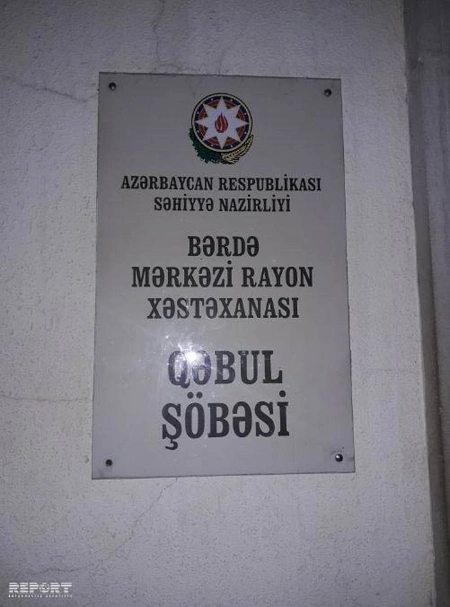 AZƏRBAYCAN RESPUBLİKASI
SƏHİYYƏ NAZİRLİYİ
BƏRDƏ
MƏRKƏZİ RAYON
XƏSTƏXANASI
QƏBUL
ŞÖBƏSİ
REPORT